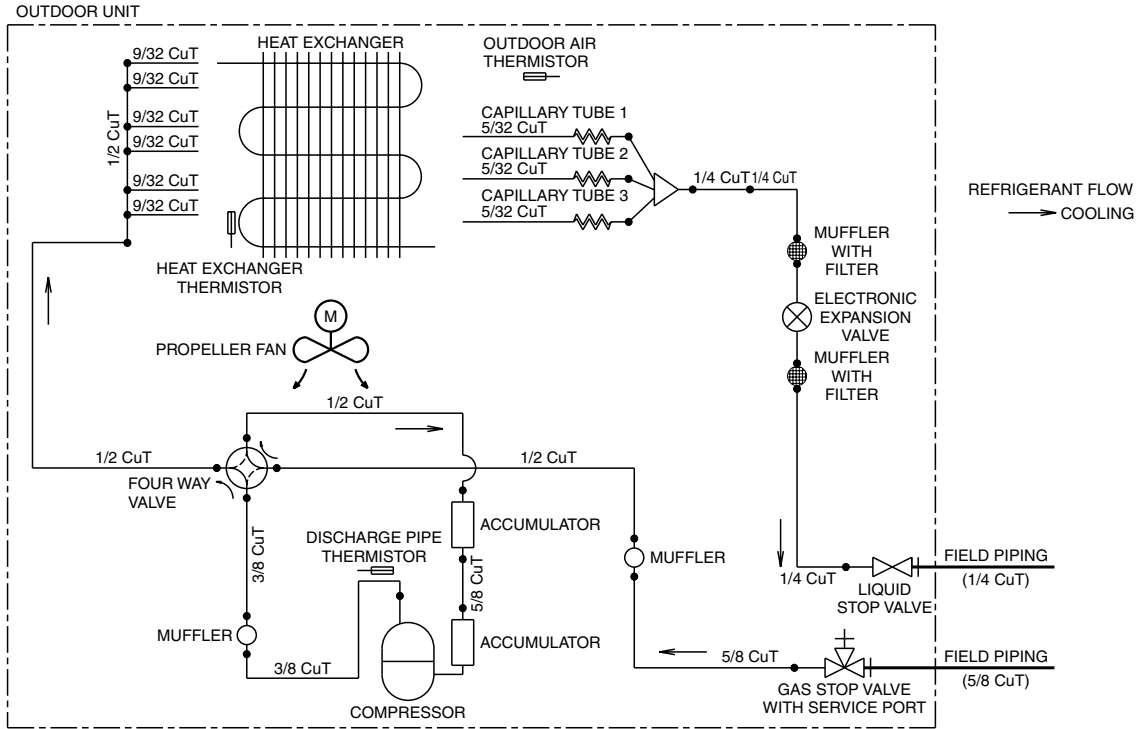 OUTDOOR UNIT
9/32 CuT
9/32 CuT
9/32 CuT
9/32 CuT
9/32 CuT
9/32 CuT
1/2 CuT
HEAT EXCHANGER
HEAT EXCHANGER
THERMISTOR
OUTDOOR AIR
THERMISTOR
CAPILLARY TUBE 1
5/32 CuT
CAPILLARY TUBE 2
5/32 CuT
CAPILLARY TUBE 3
5/32 CuT
1/4 CuT
1/4 CuT
REFRIGERANT FLOW
COOLING
MUFFLER
WITH
FILTER
ELECTRONIC
EXPANSION
VALVE
MUFFLER
WITH
FILTER
M
PROPELLER FAN
1/2 CuT
1/2 CuT
1/2 CuT
FOUR WAY
VALVE
3/8 CuT
DISCHARGE PIPE
THERMISTOR
ACCUMULATOR
5/8 CuT
ACCUMULATOR
MUFFLER
MUFFLER
3/8 CuT
COMPRESSOR
1/4 CuT
LIQUID
STOP VALVE
FIELD PIPING
(1/4 CuT)
5/8 CuT
GAS STOP VALVE
WITH SERVICE PORT
FIELD PIPING
(5/8 CuT)